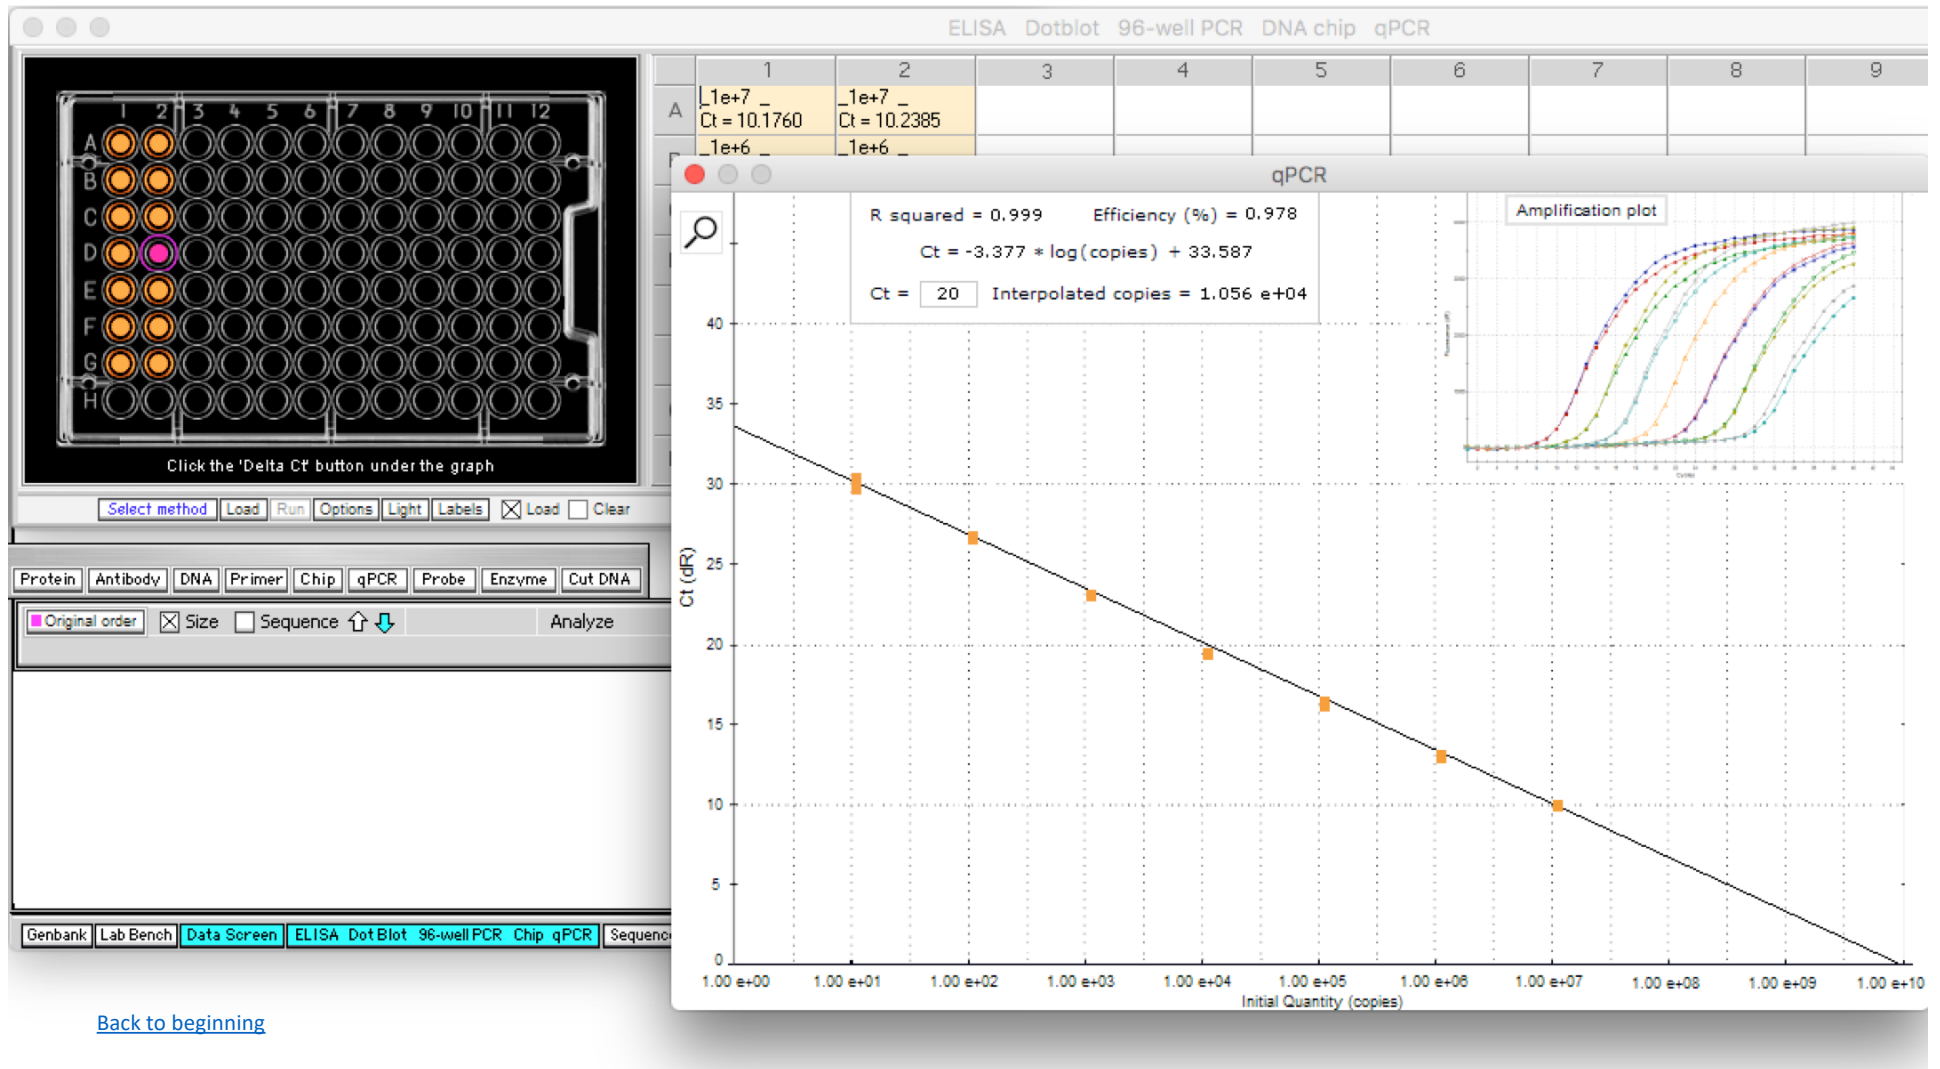 ELISA Dotblot 96-well PCR DNA chip qPCR
1 2 3 4 5 6 7 8 9
A
_1e+7 _ _1e+7 _
Ct = 10.1760 Ct = 10.2385
_1e+6 _ _1e+6 _
1 2 3 4 5 6 7 8 9 10 11 12
A
B
C
D
E
F
G
H
Click the 'Delta Ct' button under the graph
Select method Load Run Options Light Labels Load Clear
Protein Antibody DNA Primer Chip qPCR Probe Enzyme Cut DNA
Original order Size Sequence Analyze
Genbank Lab Bench Data Screen ELISA Dot Blot 96-well PCR Chip qPCR Sequenc
qPCR
R squared = 0.999 Efficiency (%) = 0.978
Ct = -3.377 * log(copies) + 33.587
Ct = 20 Interpolated copies = 1.056 e+04
Amplification plot
Cycles
Ct (dR)
40
35
30
25
20
15
10
5
0
1.00 e+00 1.00 e+01 1.00 e+02 1.00 e+03 1.00 e+04 1.00 e+05 1.00 e+06 1.00 e+07 1.00 e+08 1.00 e+09 1.00 e+10
Initial Quantity (copies)
Back to beginning